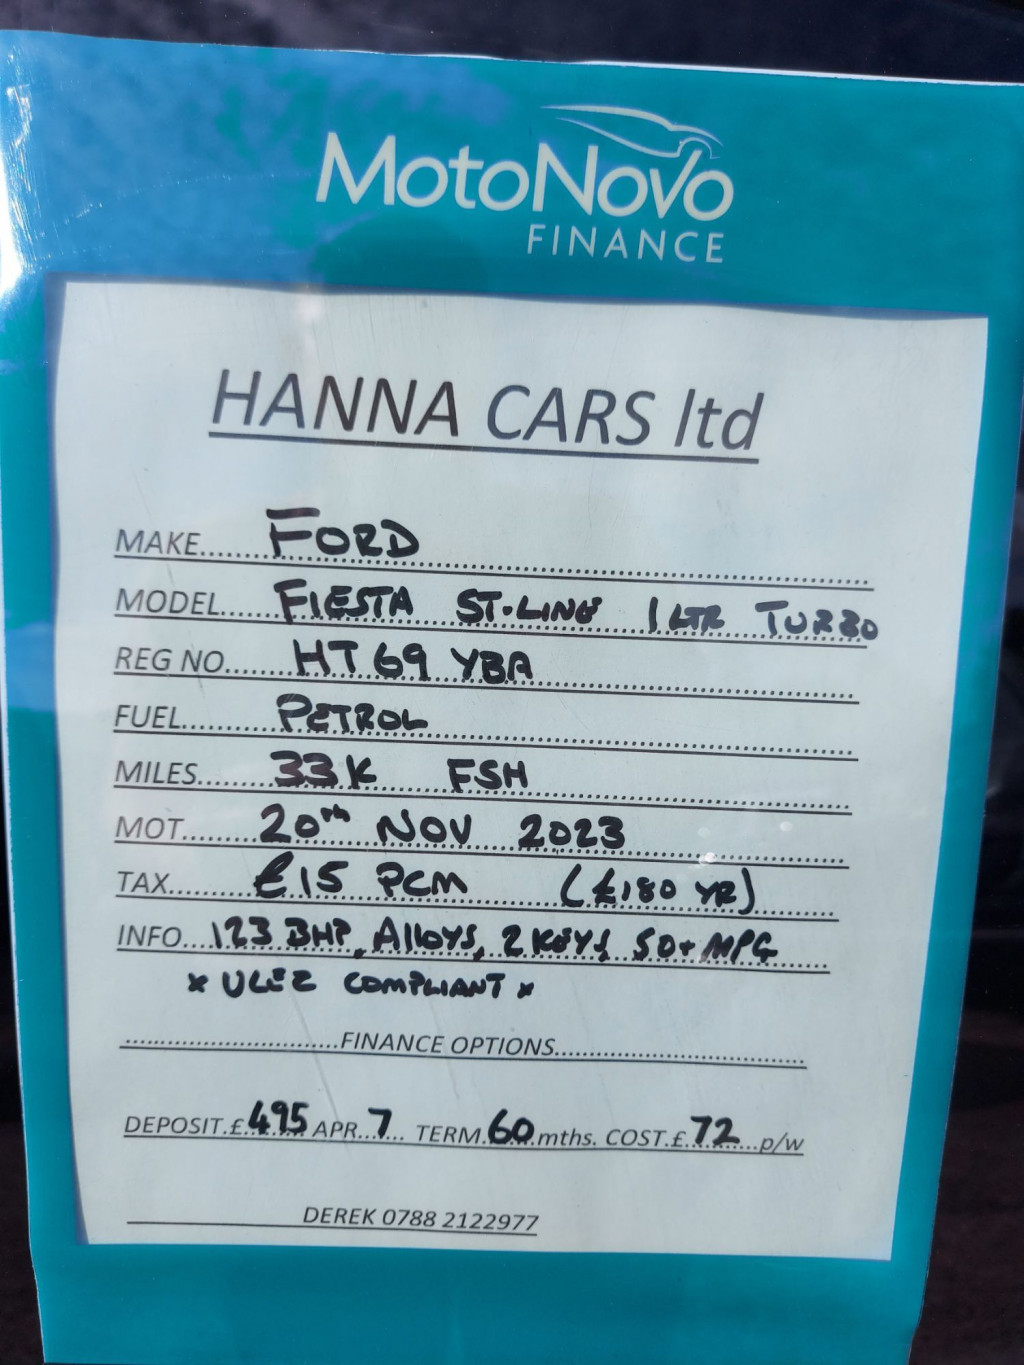 MOTONOVO
FINANCE
HANNA CARS ltd
MAKE.......FORD
MODEL......FIESTA ST-LINE 1 LTR TURBO
REG NO......HT69 YBA
FUEL.........PETROL
MILES........33K FSH
MOT.........20TH NOV 2023
TAX..........£15 PCM (£180 YR)
INFO....123 BHP, Alloys, 2 KEYS, 50+ MPG
x ULEZ COMPLIANT x
..............................FINANCE OPTIONS..................................
DEPOSIT.£.495 APR...7... TERM.60.mths. COST.£.72....p/w
DEREK 0788 2122977